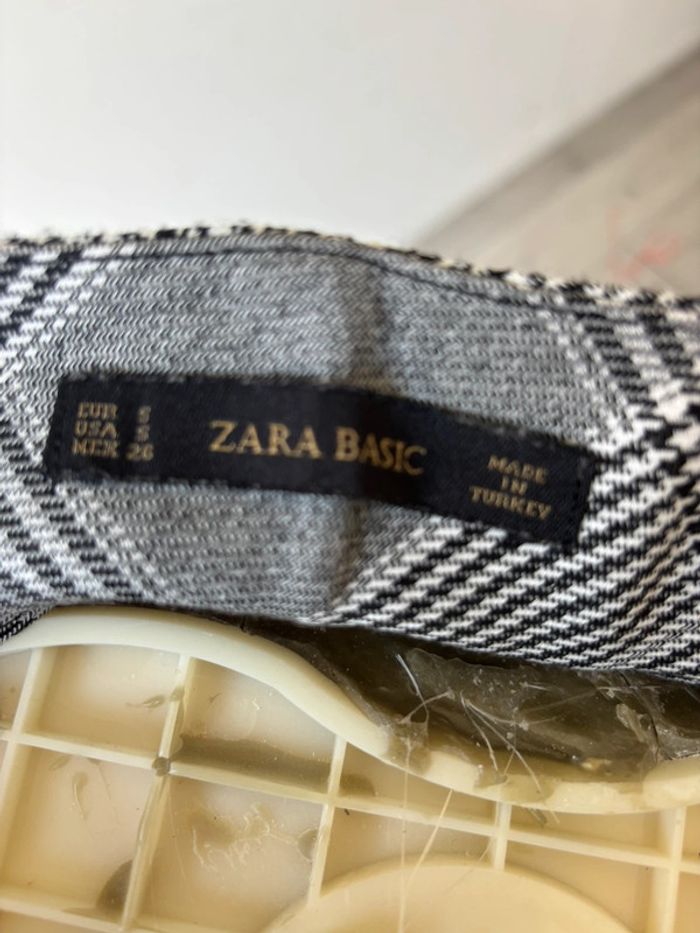 EUR S
USA S
MEX 26
ZARA BASIC
MADE
IN
TURKEY